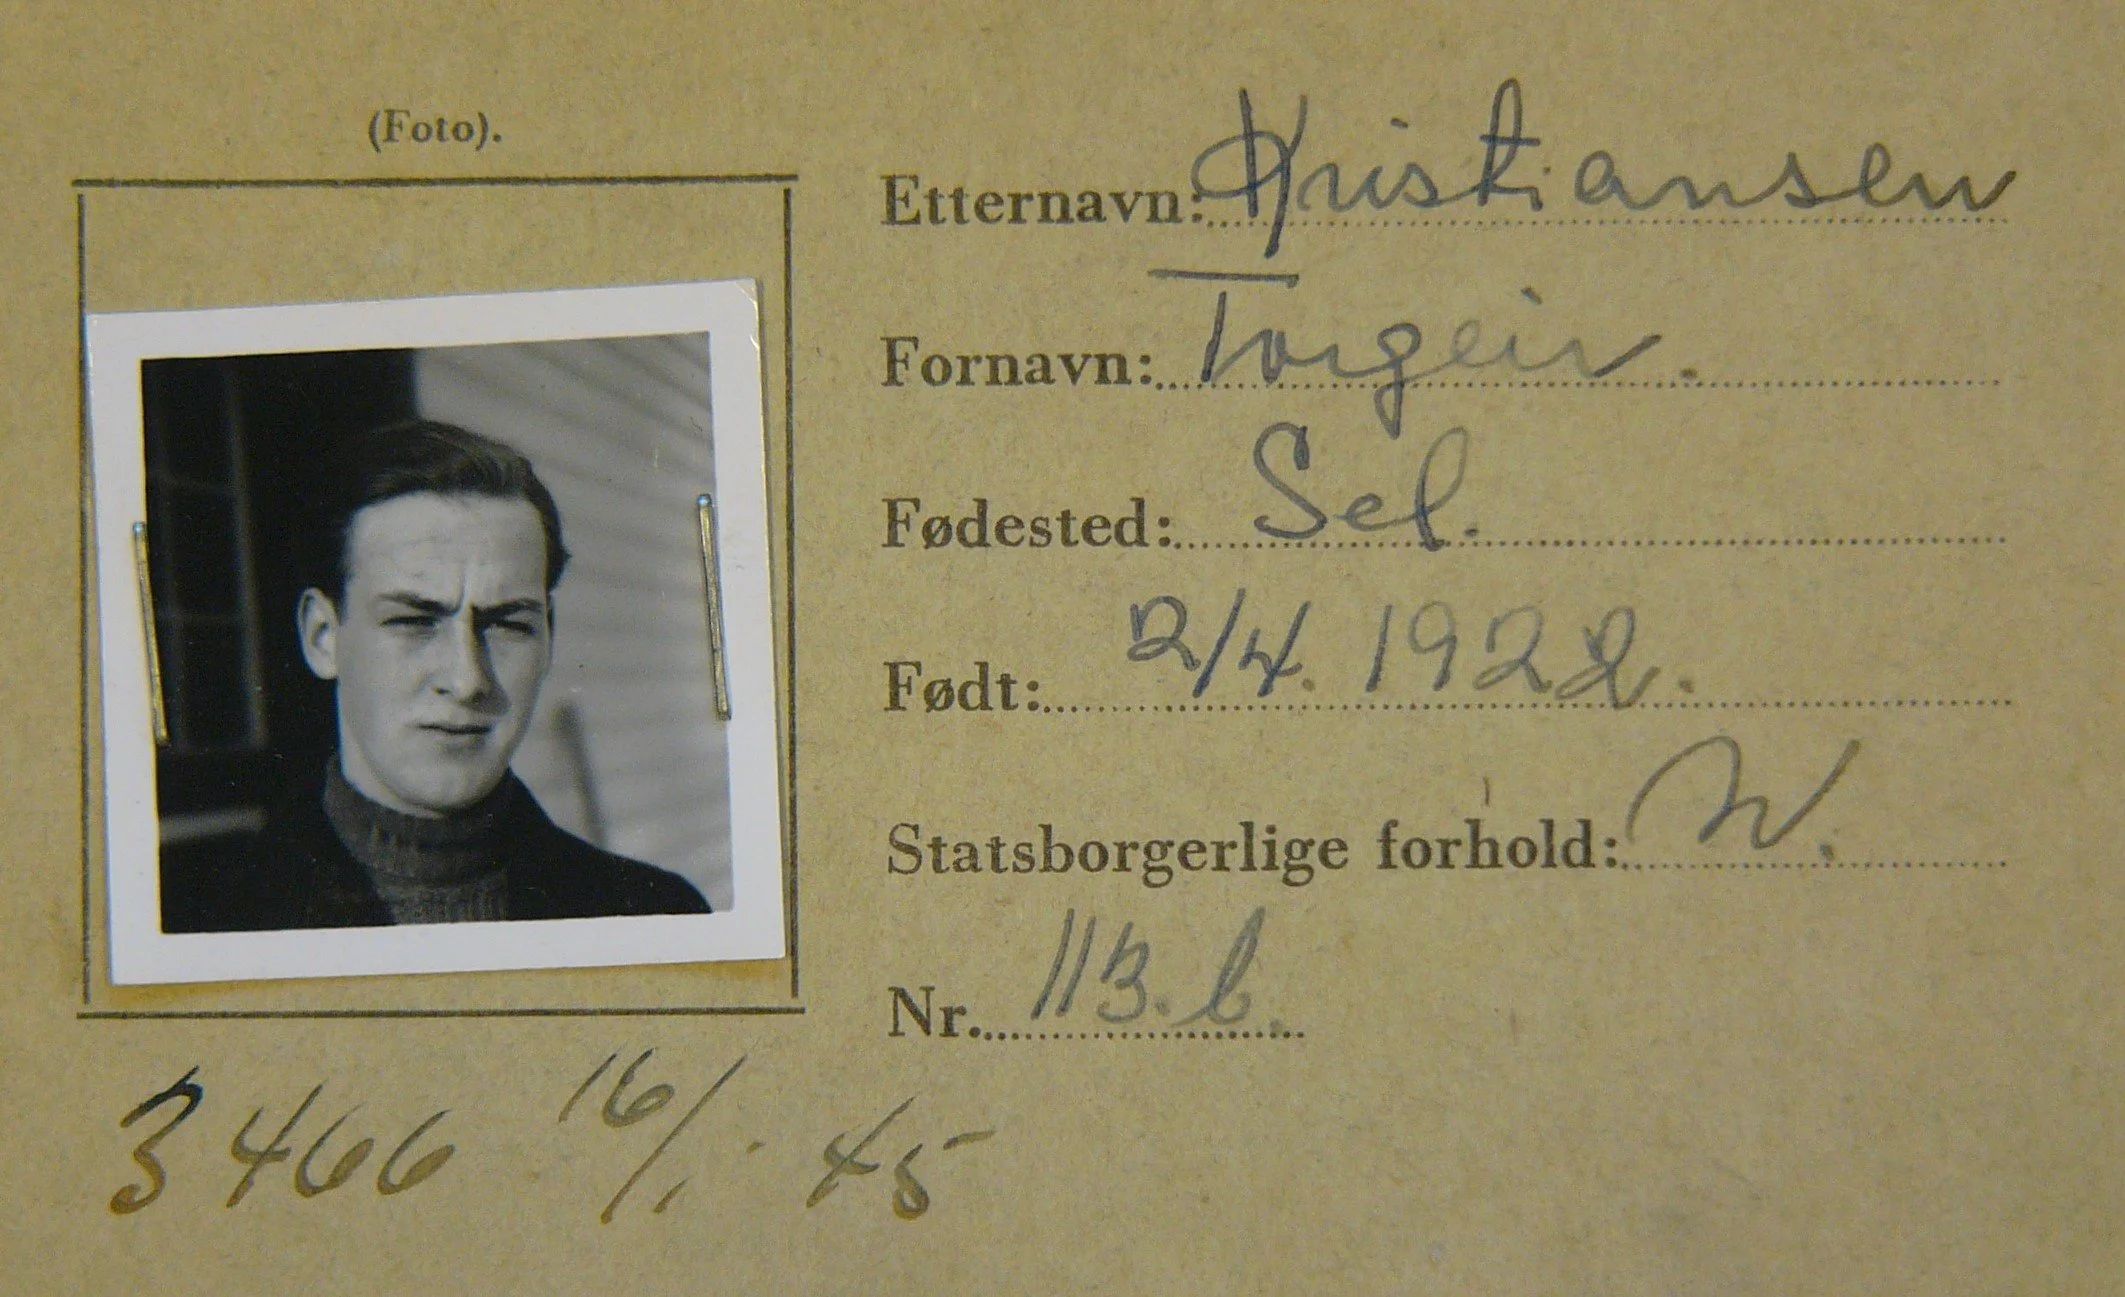 (Foto).
Etternavn: Kristiansen
Fornavn: Torgeir.
Fødested: Sel.
Født: 2/4. 1922.
Statsborgerlige forhold: N.
Nr. 113.b.
3466 16/1. 45